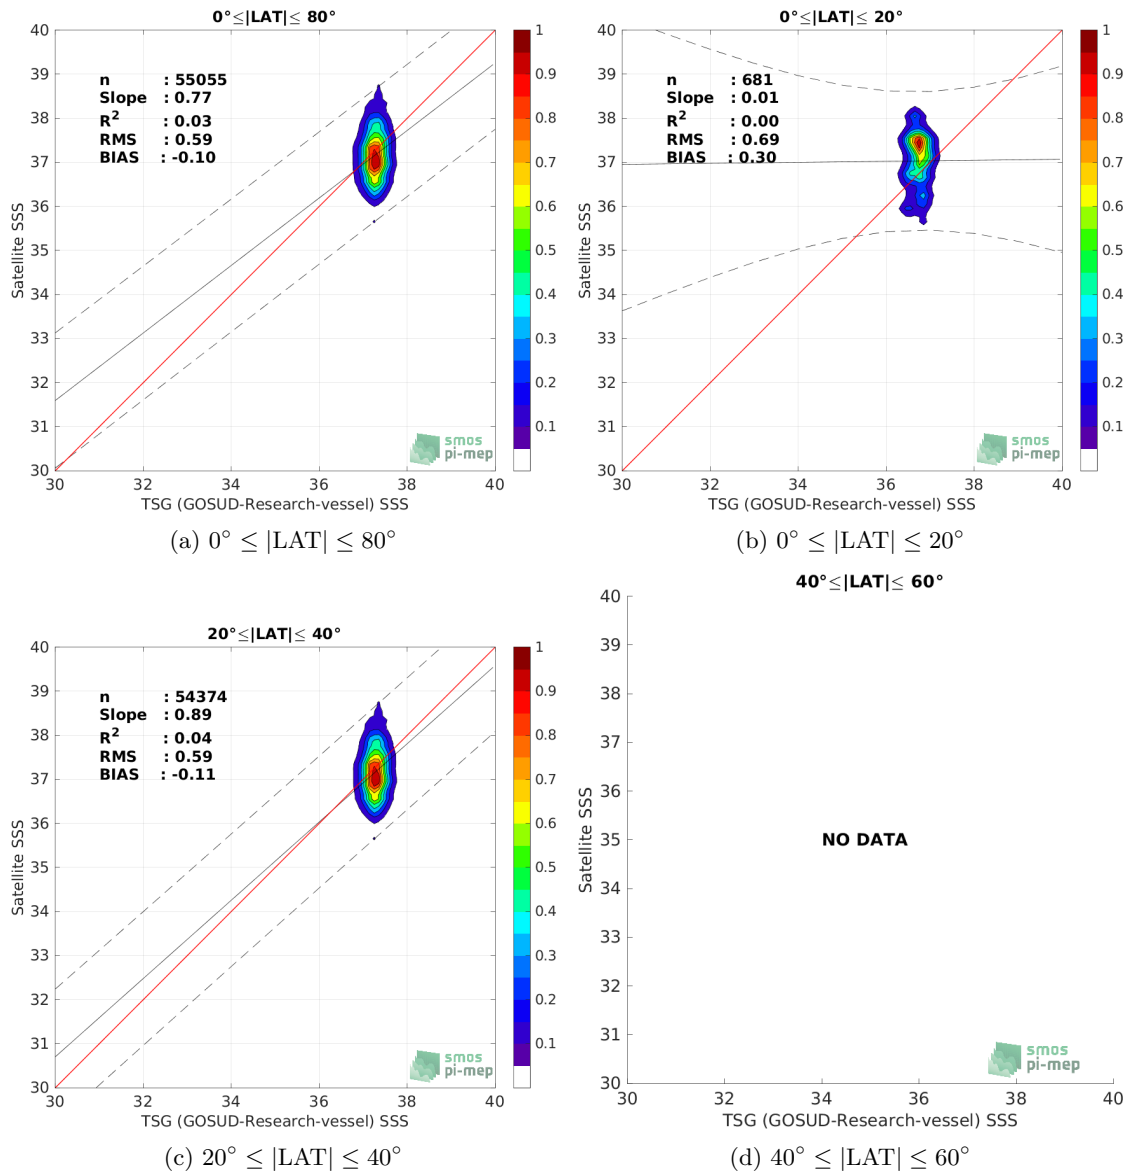 0°≤|LAT|≤ 80°
40
39
38
37
36
35
34
33
32
31
30
Satellite SSS
n : 55055
Slope : 0.77
R² : 0.03
RMS : 0.59
BIAS : -0.10
smos
pi-mep
30 32 34 36 38 40
TSG (GOSUD-Research-vessel) SSS
1
0.9
0.8
0.7
0.6
0.5
0.4
0.3
0.2
0.1
(a) 0° ≤ |LAT| ≤ 80°
0°≤|LAT|≤ 20°
40
39
38
37
36
35
34
33
32
31
30
Satellite SSS
n : 681
Slope : 0.01
R² : 0.00
RMS : 0.69
BIAS : 0.30
smos
pi-mep
30 32 34 36 38 40
TSG (GOSUD-Research-vessel) SSS
1
0.9
0.8
0.7
0.6
0.5
0.4
0.3
0.2
0.1
(b) 0° ≤ |LAT| ≤ 20°
20°≤|LAT|≤ 40°
40
39
38
37
36
35
34
33
32
31
30
Satellite SSS
n : 54374
Slope : 0.89
R² : 0.04
RMS : 0.59
BIAS : -0.11
smos
pi-mep
30 32 34 36 38 40
TSG (GOSUD-Research-vessel) SSS
1
0.9
0.8
0.7
0.6
0.5
0.4
0.3
0.2
0.1
(c) 20° ≤ |LAT| ≤ 40°
40°≤|LAT|≤ 60°
40
39
38
37
36
35
34
33
32
31
30
Satellite SSS
NO DATA
smos
pi-mep
30 32 34 36 38 40
TSG (GOSUD-Research-vessel) SSS
(d) 40° ≤ |LAT| ≤ 60°